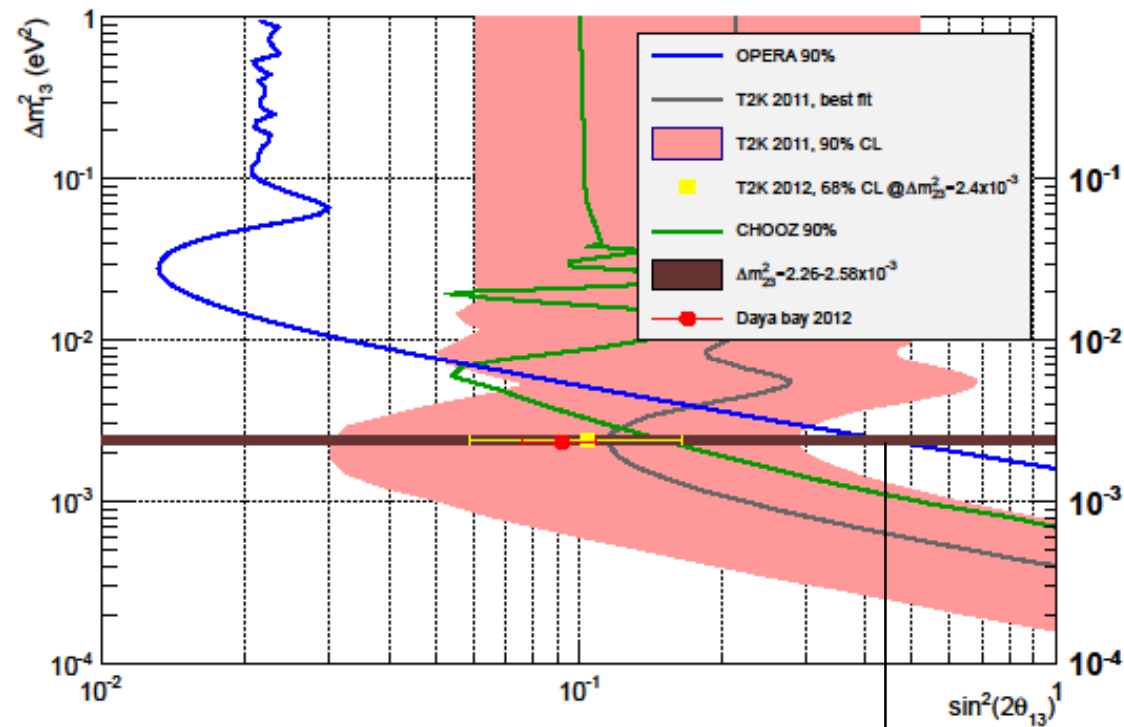 Δm²₁₃ (eV²)
1
10⁻¹
10⁻²
10⁻³
10⁻⁴
OPERA 90%
T2K 2011, best fit
T2K 2011, 90% CL
T2K 2012, 68% CL @Δm²₂₃=2.4x10⁻³
CHOOZ 90%
Δm²₂₃=2.26-2.58x10⁻³
Daya bay 2012
10⁻¹
10⁻²
10⁻³
10⁻⁴
10⁻²
10⁻¹
1
sin²(2θ₁₃)